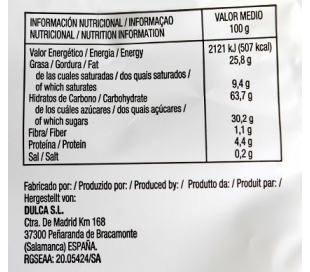 INFORMACIÓN NUTRICIONAL / INFORMAÇAO NUTRICIONAL / NUTRITION INFORMATION VALOR MEDIO 100 g
Valor Energético / Energia / Energy 2121 kJ (507 kcal)
Grasa / Gordura / Fat 25,8 g
de las cuales saturadas / dos quais saturados /
of which saturates 9,4 g
Hidratos de Carbono / Carbohydrate 63,7 g
de los cuáles azúcares / dos quais açúcares /
of which sugars 30,2 g
Fibra/ Fiber 1,1 g
Proteína / Protein 4,4 g
Sal / Salt 0,2 g
Fabricado por: / Produzido por: / Produced by: / Produtto da: / Produit par: /
Hergestellt von:
DULCA S.L.
Ctra. De Madrid Km 168
37300 Peñaranda de Bracamonte
(Salamanca) ESPAÑA.
RGSEAA: 20.05424/SA